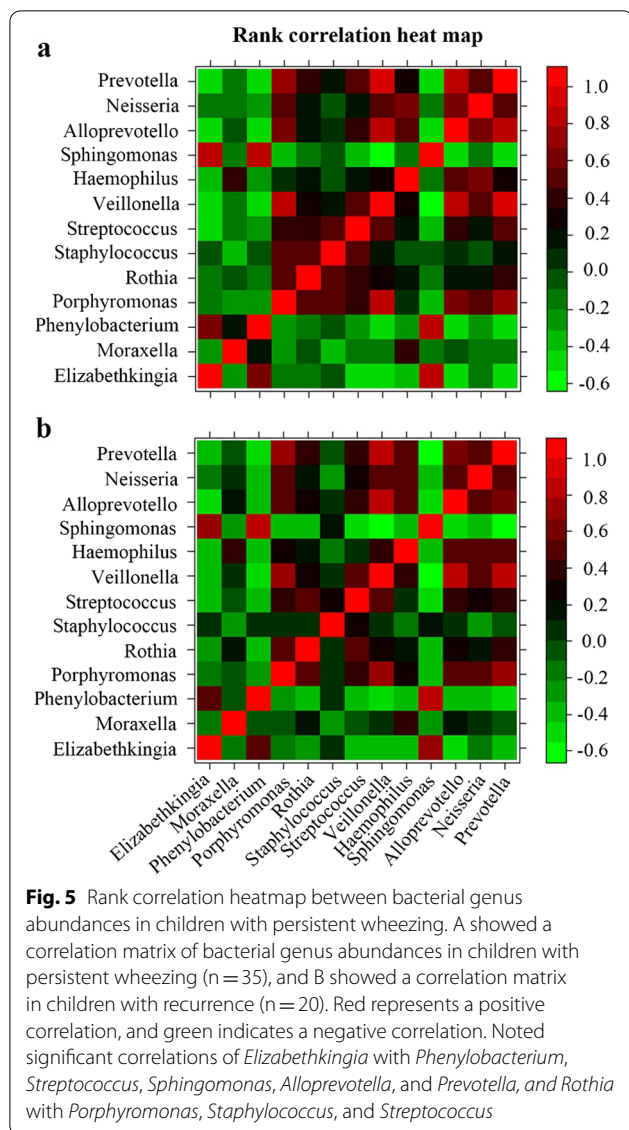 Rank correlation heat map
a
Prevotella
Neisseria
Alloprevotello
Sphingomonas
Haemophilus
Veillonella
Streptococcus
Staphylococcus
Rothia
Porphyromonas
Phenylobacterium
Moraxella
Elizabethkingia
1.0
0.8
0.6
0.4
0.2
0.0
-0.2
-0.4
-0.6
b
Prevotella
Neisseria
Alloprevotello
Sphingomonas
Haemophilus
Veillonella
Streptococcus
Staphylococcus
Rothia
Porphyromonas
Phenylobacterium
Moraxella
Elizabethkingia
1.0
0.8
0.6
0.4
0.2
0.0
-0.2
-0.4
-0.6
Elizabethkingia
Moraxella
Phenylobacterium
Porphyromonas
Rothia
Staphylococcus
Streptococcus
Veillonella
Haemophilus
Sphingomonas
Alloprevotello
Neisseria
Prevotella
Fig. 5 Rank correlation heatmap between bacterial genus
abundances in children with persistent wheezing. A showed a
correlation matrix of bacterial genus abundances in children with
persistent wheezing (n = 35), and B showed a correlation matrix
in children with recurrence (n = 20). Red represents a positive
correlation, and green indicates a negative correlation. Noted
significant correlations of Elizabethkingia with Phenylobacterium,
Streptococcus, Sphingomonas, Alloprevotella, and Prevotella, and Rothia
with Porphyromonas, Staphylococcus, and Streptococcus